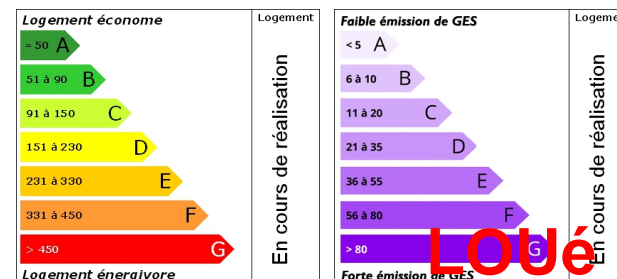 Logement économe
Logement
≈ 50 A
51 à 90 B
91 à 150 C
151 à 230 D
231 à 330 E
331 à 450 F
> 450 G
Logement énergivore
En cours de réalisation
Faible émission de GES
Logeme
< 5 A
6 à 10 B
11 à 20 C
21 à 35 D
36 à 55 E
56 à 80 F
> 80 G
Forte émission de GES
En cours de réalisation
LOUé